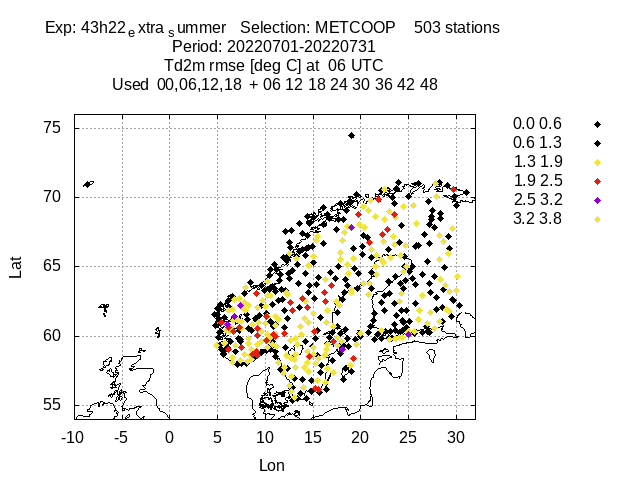 Exp: 43h22extrasummer Selection: METCOOP 503 stations
Period: 20220701-20220731
Td2m rmse [deg C] at 06 UTC
Used 00,06,12,18 + 06 12 18 24 30 36 42 48
0.0 0.6
0.6 1.3
1.3 1.9
1.9 2.5
2.5 3.2
3.2 3.8
75
70
65
60
55
Lat
-10 -5 0 5 10 15 20 25 30
Lon